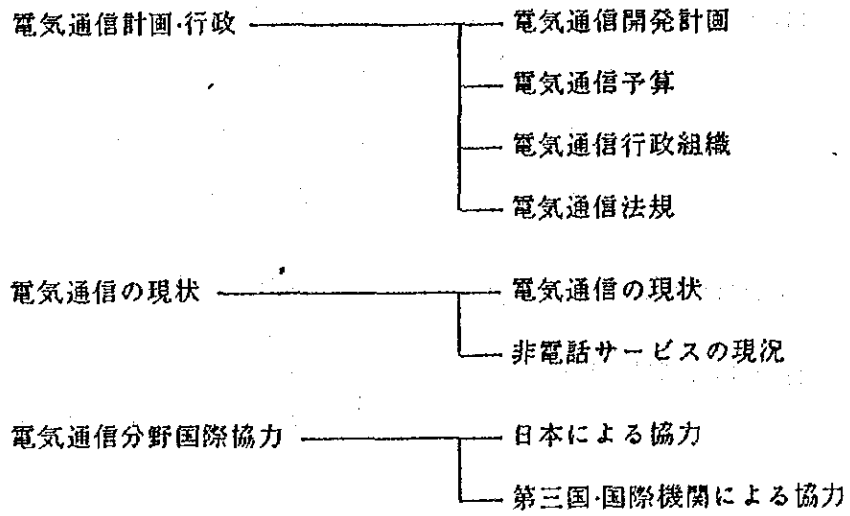 電気通信計画·行政 電気通信開発計画
電気通信予算
電気通信行政組織
電気通信法規
電気通信の現状 電気通信の現状
非電話サービスの現況
電気通信分野国際協力 日本による協力
第三国·国際機関による協力